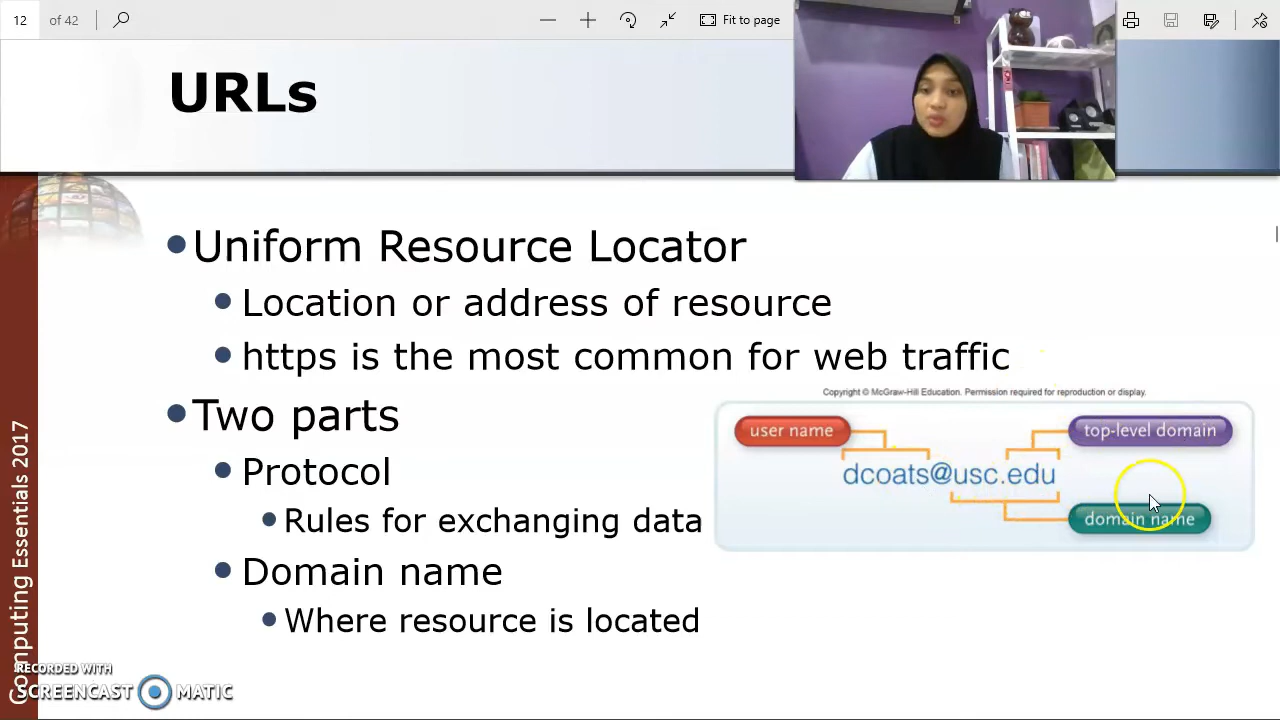 12 of 42
Fit to page
URLs
Uniform Resource Locator
Location or address of resource
https is the most common for web traffic
Two parts
Protocol
Rules for exchanging data
Domain name
Where resource is located
Copyright © McGraw-Hill Education. Permission required for reproduction or display.
user name
top-level domain
dcoats@usc.edu
domain name
Computing Essentials 2017
RECORDED WITH
SCREENCAST MATIC